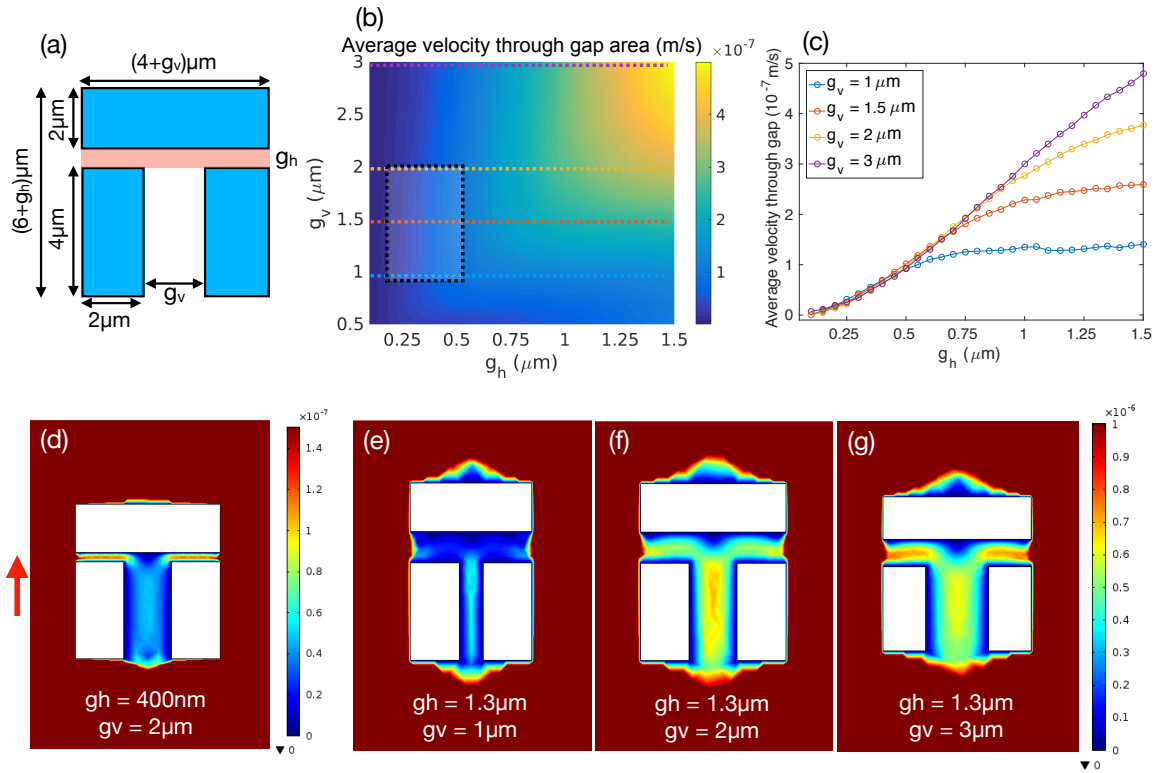 (a)
(4+gᵥ)µm
2µm
(6+gₕ)µm
gₕ
4µm
gᵥ
2µm
(b)
Average velocity through gap area (m/s)
×10⁻⁷
3
2.5
2
1.5
1
0.5
g_v (µm)
0.25
0.5
0.75
1
1.25
1.5
g_h (µm)
4
3
2
1
(c)
5
4
3
2
1
0
Average velocity through gap (10⁻⁷ m/s)
g_v = 1 µm
g_v = 1.5 µm
g_v = 2 µm
g_v = 3 µm
0.25
0.5
0.75
1
1.25
1.5
g_h (µm)
(d)
gh = 400nm
gv = 2µm
×10⁻⁷
1.4
1.2
1
0.8
0.6
0.4
0.2
0
▼ 0
(e)
gh = 1.3µm
gv = 1µm
(f)
gh = 1.3µm
gv = 2µm
(g)
gh = 1.3µm
gv = 3µm
×10⁻⁶
1
0.9
0.8
0.7
0.6
0.5
0.4
0.3
0.2
0.1
0
▼ 0